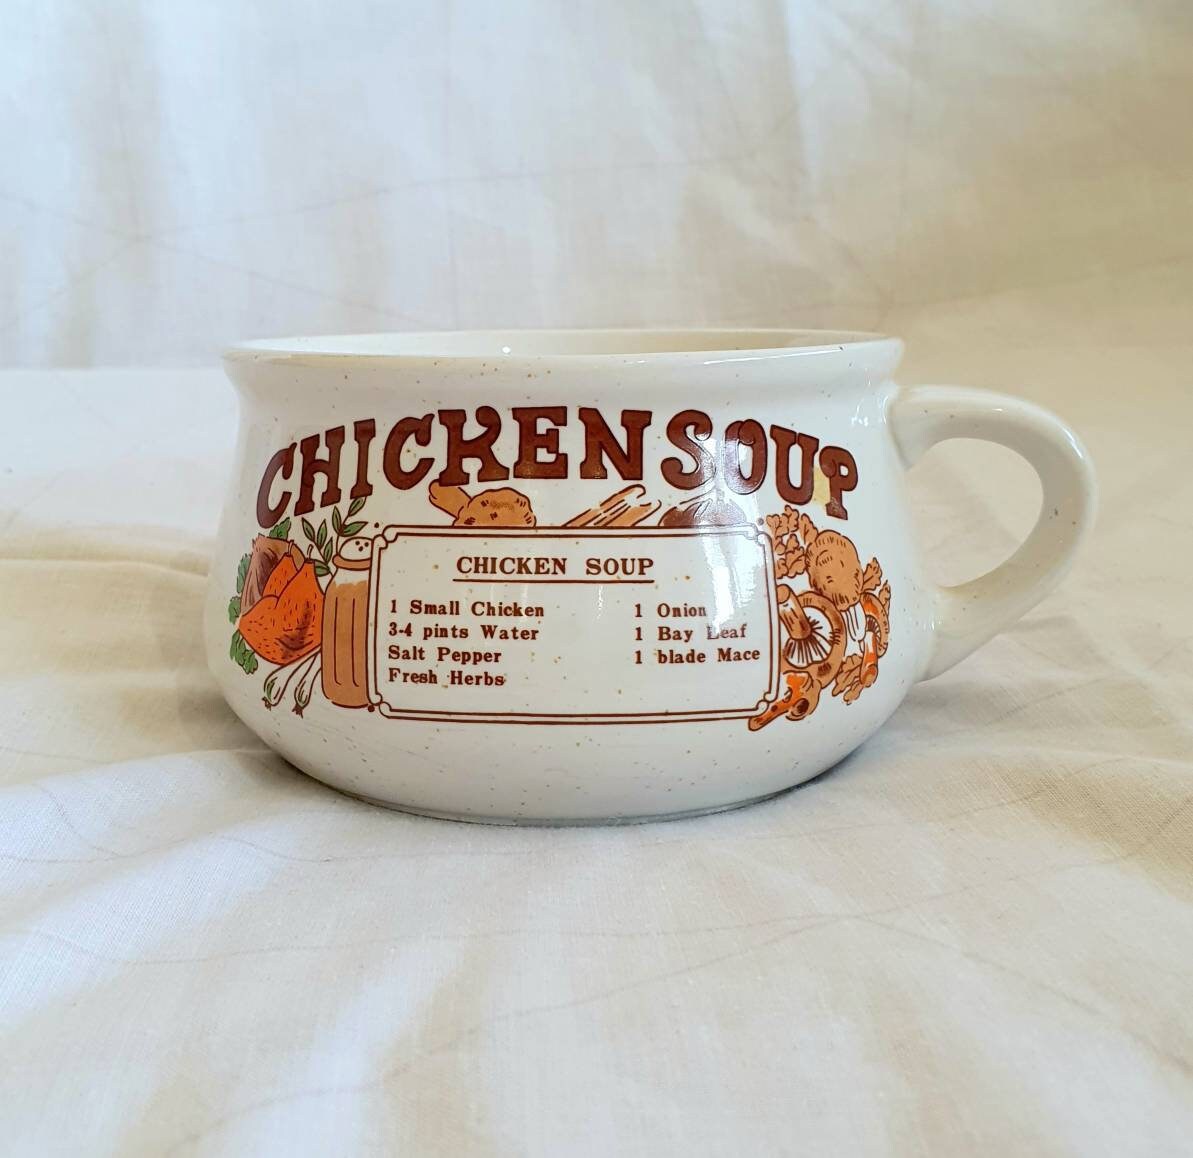 CHICKEN SOUP
CHICKEN SOUP
1 Small Chicken
3-4 pints Water
Salt Pepper
Fresh Herbs
1 Onion
1 Bay Leaf
1 blade Mace